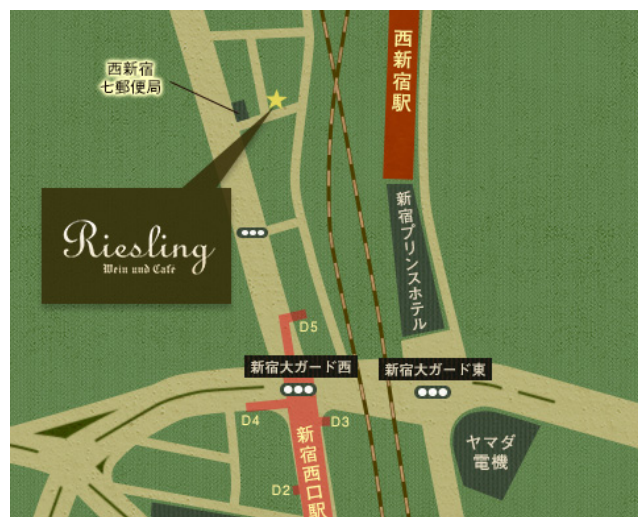 西新宿駅
西新宿
七郵便局
新宿プリンスホテル
Riesling
Wein und Cafe
D5
新宿大ガード西
新宿大ガード東
D4
D3
新宿西口駅
ヤマダ
電機
D2